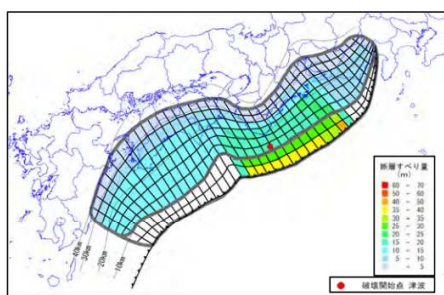 断層すべり量
(m)
60 - 70
50 - 60
40 - 50
35 - 40
30 - 35
25 - 30
20 - 25
15 - 20
10 - 15
5 - 10
< 5
破壊開始点 津波
40km
30km
20km
10km